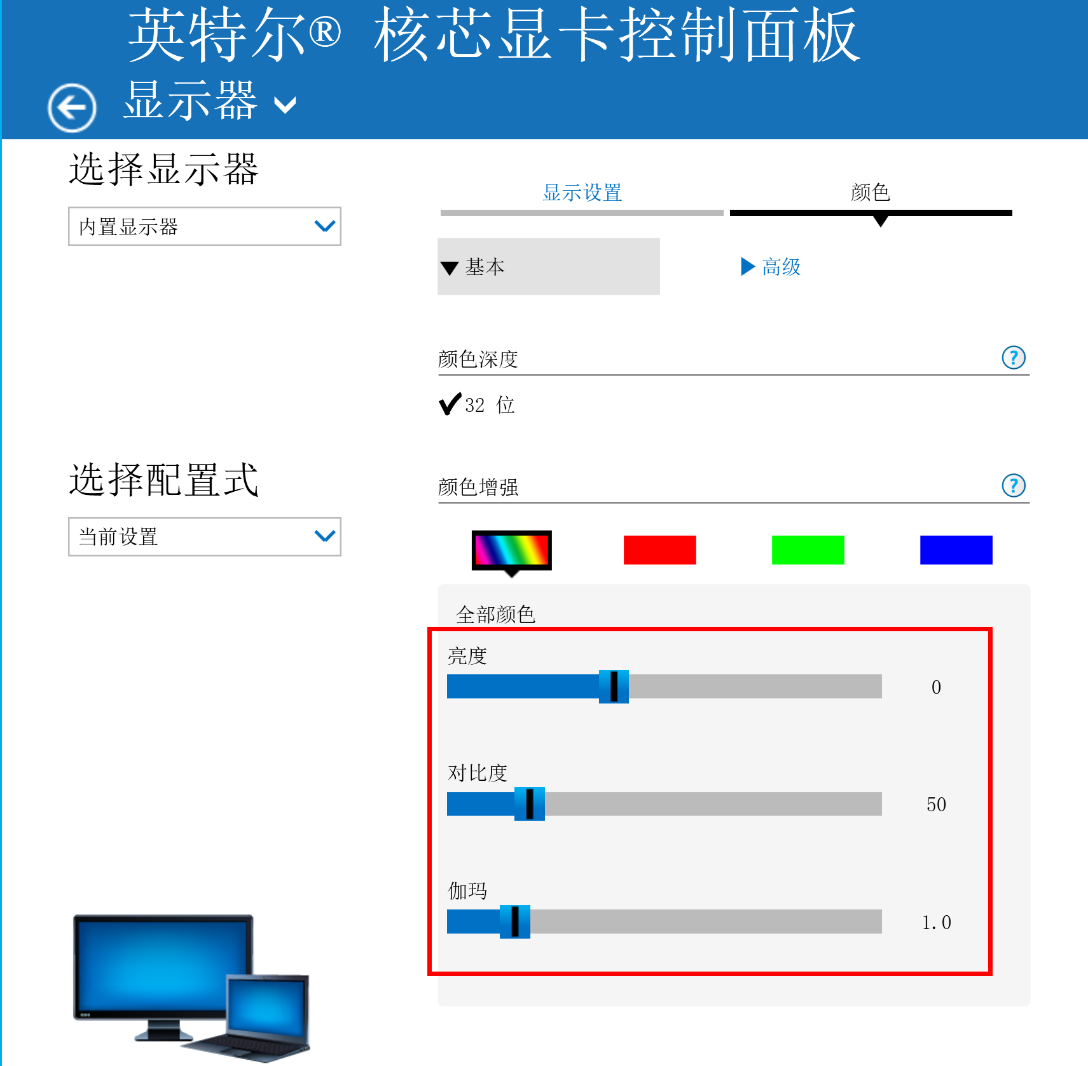 英特尔® 核芯显卡控制面板
显示器
选择显示器
内置显示器
显示设置
颜色
基本
高级
颜色深度
?
32 位
选择配置式
当前设置
颜色增强
?
全部颜色
亮度
0
对比度
50
伽玛
1.0